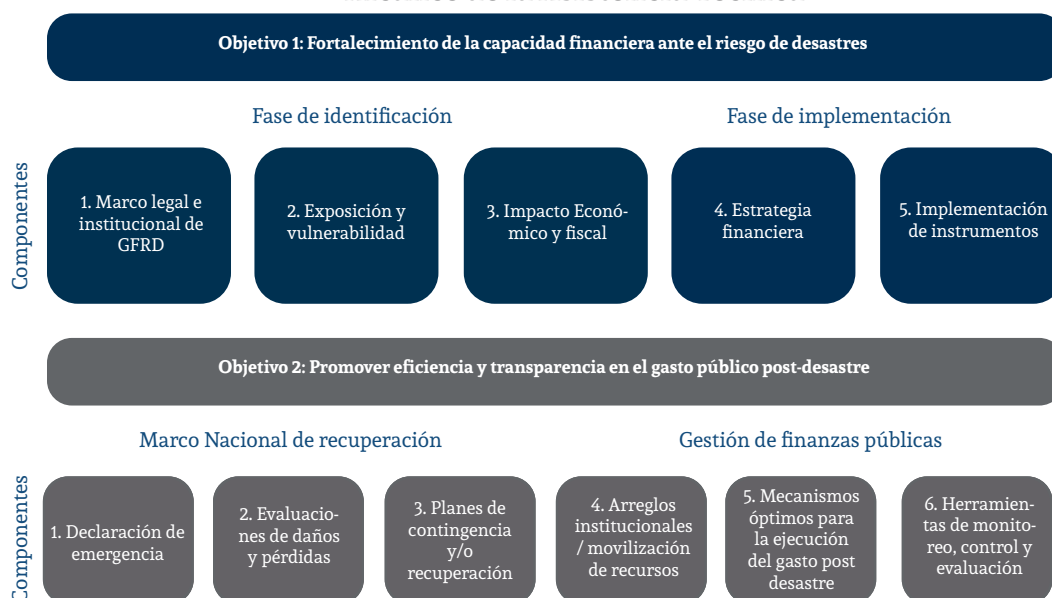 Objetivo 1: Fortalecimiento de la capacidad financiera ante el riesgo de desastres
Fase de identificación
Fase de implementación
Componentes
1. Marco legal e
institucional de
GFRD
2. Exposición y
vulnerabilidad
3. Impacto Econó-
mico y fiscal
4. Estrategia
financiera
5. Implementación
de instrumentos
Objetivo 2: Promover eficiencia y transparencia en el gasto público post-desastre
Marco Nacional de recuperación
Gestión de finanzas públicas
Componentes
1. Declaración de
emergencia
2. Evaluacio-
nes de daños
y pérdidas
3. Planes de
contingencia
y/o
recuperación
4. Arreglos
institucionales
/ movilización
de recursos
5. Mecanismos
óptimos para
la ejecución
del gasto post
desastre
6. Herramien-
tas de monito-
reo, control y
evaluación